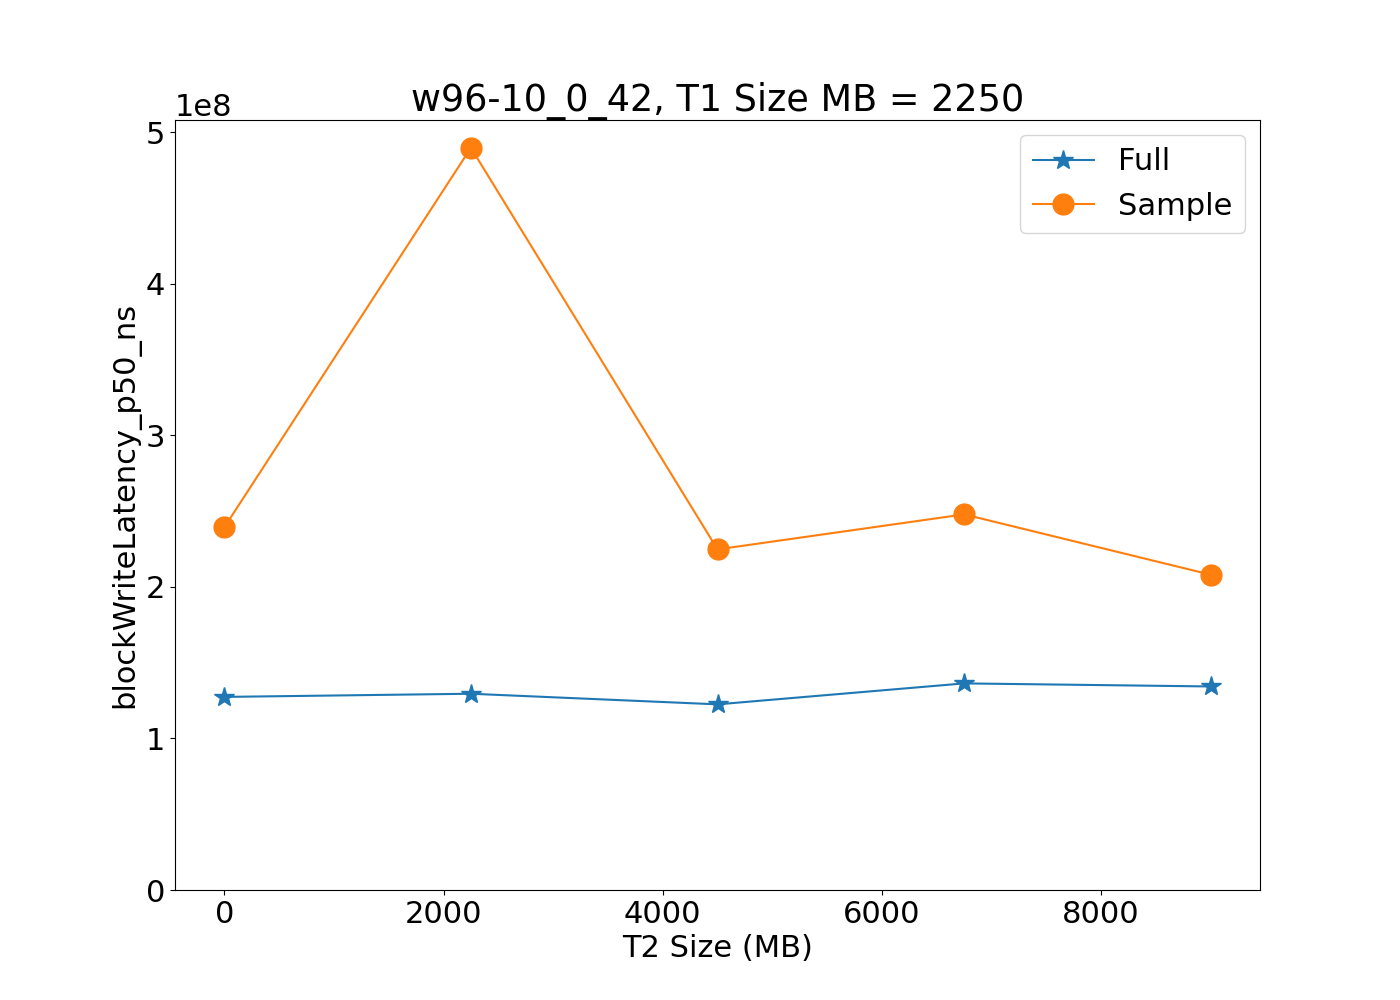 w96-10_0_42, T1 Size MB = 2250
1e8
5
4
3
2
1
0
blockWriteLatency_p50_ns
Full
Sample
0 2000 4000 6000 8000
T2 Size (MB)